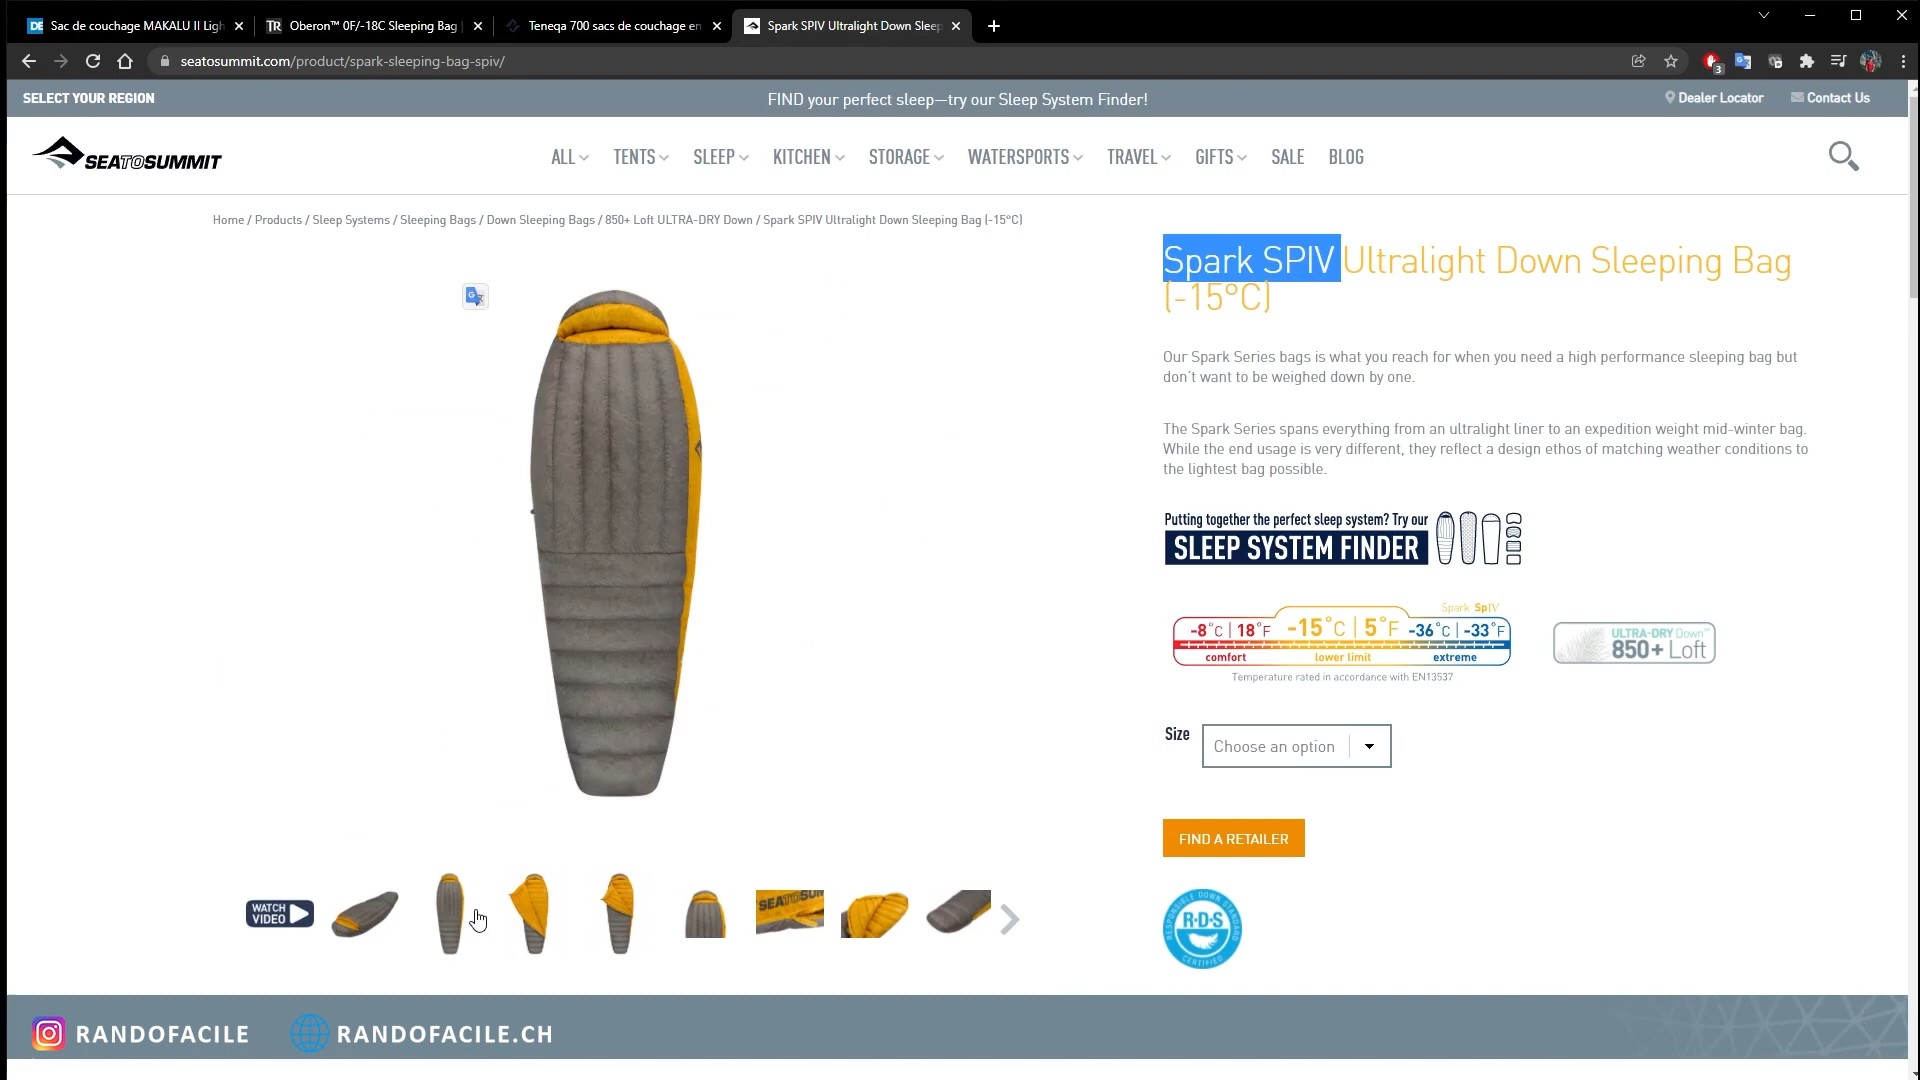 Sac de couchage MAKALU II Ligh
Oberon™ 0F/-18C Sleeping Bag |
Teneqa 700 sacs de couchage en
Spark SPIV Ultralight Down Sleep
seatosummit.com/product/spark-sleeping-bag-spiv/
3
SELECT YOUR REGION
FIND your perfect sleep—try our Sleep System Finder!
Dealer Locator
Contact Us
SEATOSUMMIT
ALL
TENTS
SLEEP
KITCHEN
STORAGE
WATERSPORTS
TRAVEL
GIFTS
SALE
BLOG
Home / Products / Sleep Systems / Sleeping Bags / Down Sleeping Bags / 850+ Loft ULTRA-DRY Down / Spark SPIV Ultralight Down Sleeping Bag (-15°C)
Spark SPIV Ultralight Down Sleeping Bag
(-15°C)
Our Spark Series bags is what you reach for when you need a high performance sleeping bag but
don't want to be weighed down by one.
The Spark Series spans everything from an ultralight liner to an expedition weight mid-winter bag.
While the end usage is very different, they reflect a design ethos of matching weather conditions to
the lightest bag possible.
Putting together the perfect sleep system? Try our
SLEEP SYSTEM FINDER
Spark SpIV
-8°C | 18°F -15°C | 5°F -36°C | -33°F
comfort lower limit extreme
Temperature rated in accordance with EN13537
ULTRA-DRY Down™
850+ Loft
Size
Choose an option
FIND A RETAILER
WATCH
VIDEO
SEATOSUM
RESPONSIBLE DOWN STANDARD
R·D·S
CERTIFIED
RANDOFACILE
RANDOFACILE.CH